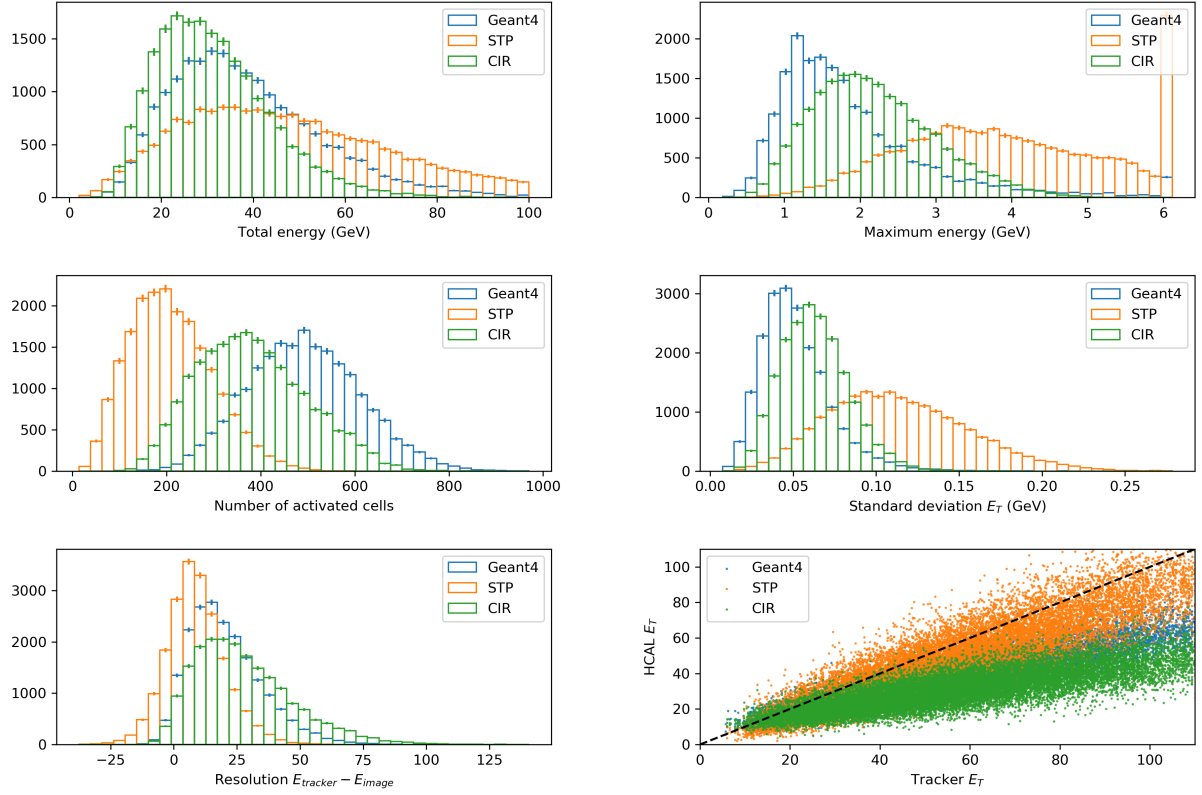 1500
1000
500
0
0
20
40
60
80
100
Total energy (GeV)
Geant4
STP
CIR
2000
1500
1000
500
0
0
1
2
3
4
5
6
Maximum energy (GeV)
Geant4
STP
CIR
2000
1500
1000
500
0
0
200
400
600
800
1000
Number of activated cells
Geant4
STP
CIR
3000
2000
1000
0
0.00
0.05
0.10
0.15
0.20
0.25
Standard deviation E_T (GeV)
Geant4
STP
CIR
3000
2000
1000
0
−25
0
25
50
75
100
125
Resolution E_tracker − E_image
Geant4
STP
CIR
HCAL E_T
100
80
60
40
20
0
0
20
40
60
80
100
Tracker E_T
Geant4
STP
CIR